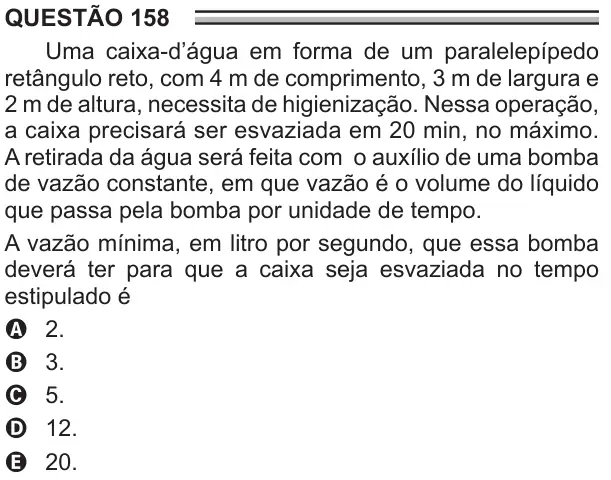 QUESTÃO 158
Uma caixa-d'água em forma de um paralelepípedo
retângulo reto, com 4 m de comprimento, 3 m de largura e
2 m de altura, necessita de higienização. Nessa operação,
a caixa precisará ser esvaziada em 20 min, no máximo.
A retirada da água será feita com o auxílio de uma bomba
de vazão constante, em que vazão é o volume do líquido
que passa pela bomba por unidade de tempo.
A vazão mínima, em litro por segundo, que essa bomba
deverá ter para que a caixa seja esvaziada no tempo
estipulado é
A 2.
B 3.
C 5.
D 12.
E 20.